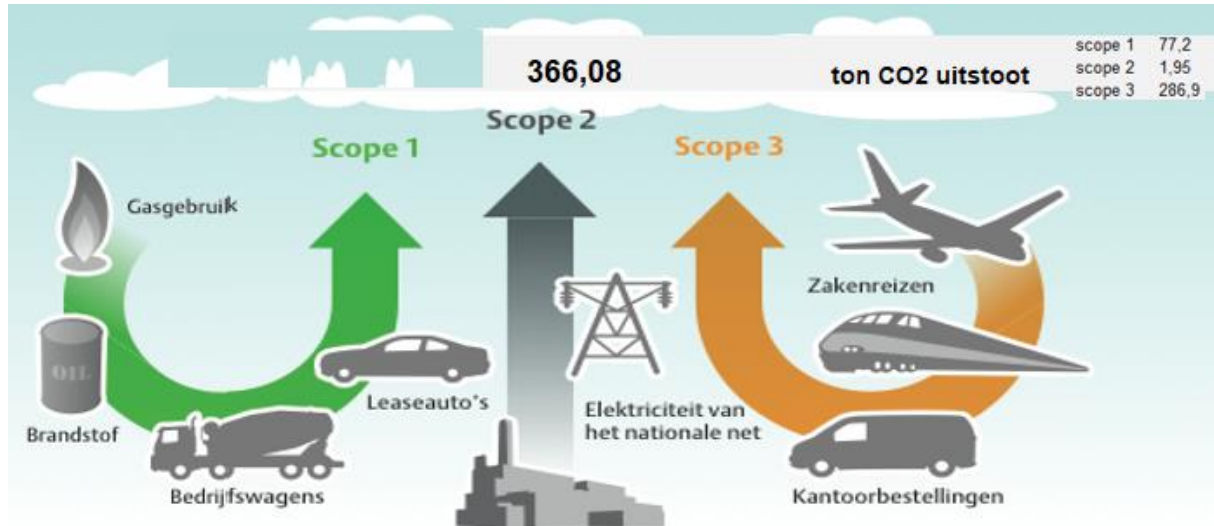 366,08 ton CO2 uitstoot
scope 1 77,2
scope 2 1,95
scope 3 286,9
Scope 1
Scope 2
Scope 3
Gasgebruik
Brandstof
OIL
Bedrijfswagens
Leaseauto's
Elektriciteit van
het nationale net
Zakenreizen
Kantoorbestellingen